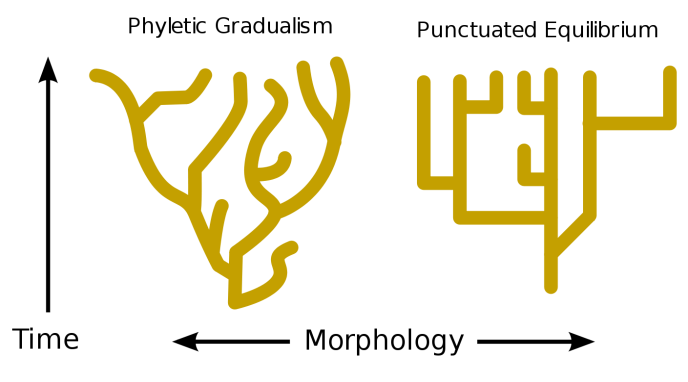 Phyletic Gradualism
Punctuated Equilibrium
Time
Morphology